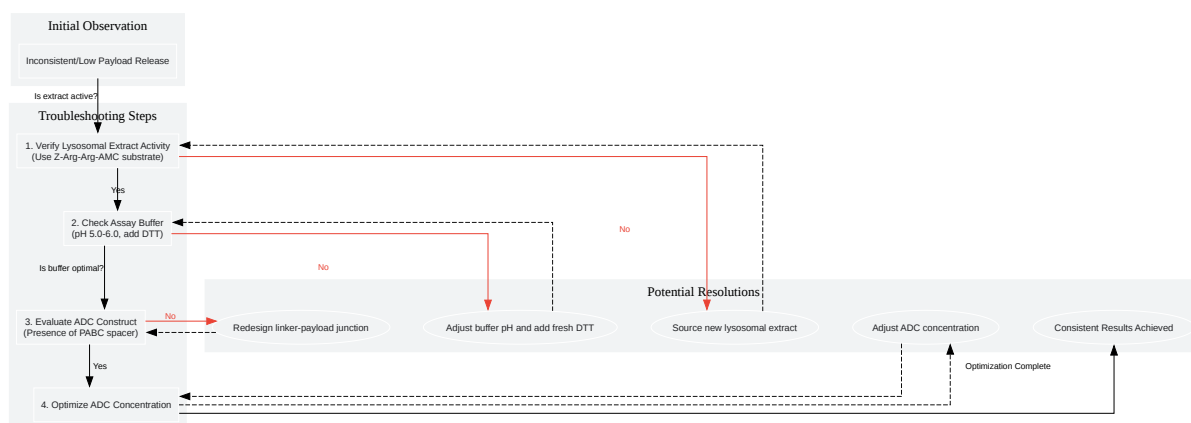 Initial Observation
Inconsistent/Low Payload Release
Is extract active?
Troubleshooting Steps
1. Verify Lysosomal Extract Activity
(Use Z-Arg-Arg-AMC substrate)
Yes
2. Check Assay Buffer
(pH 5.0-6.0, add DTT)
No
Is buffer optimal?
No
Potential Resolutions
3. Evaluate ADC Construct
(Presence of PABC spacer)
No
Redesign linker-payload junction
Adjust buffer pH and add fresh DTT
Source new lysosomal extract
Adjust ADC concentration
Consistent Results Achieved
Yes
Optimization Complete
4. Optimize ADC Concentration